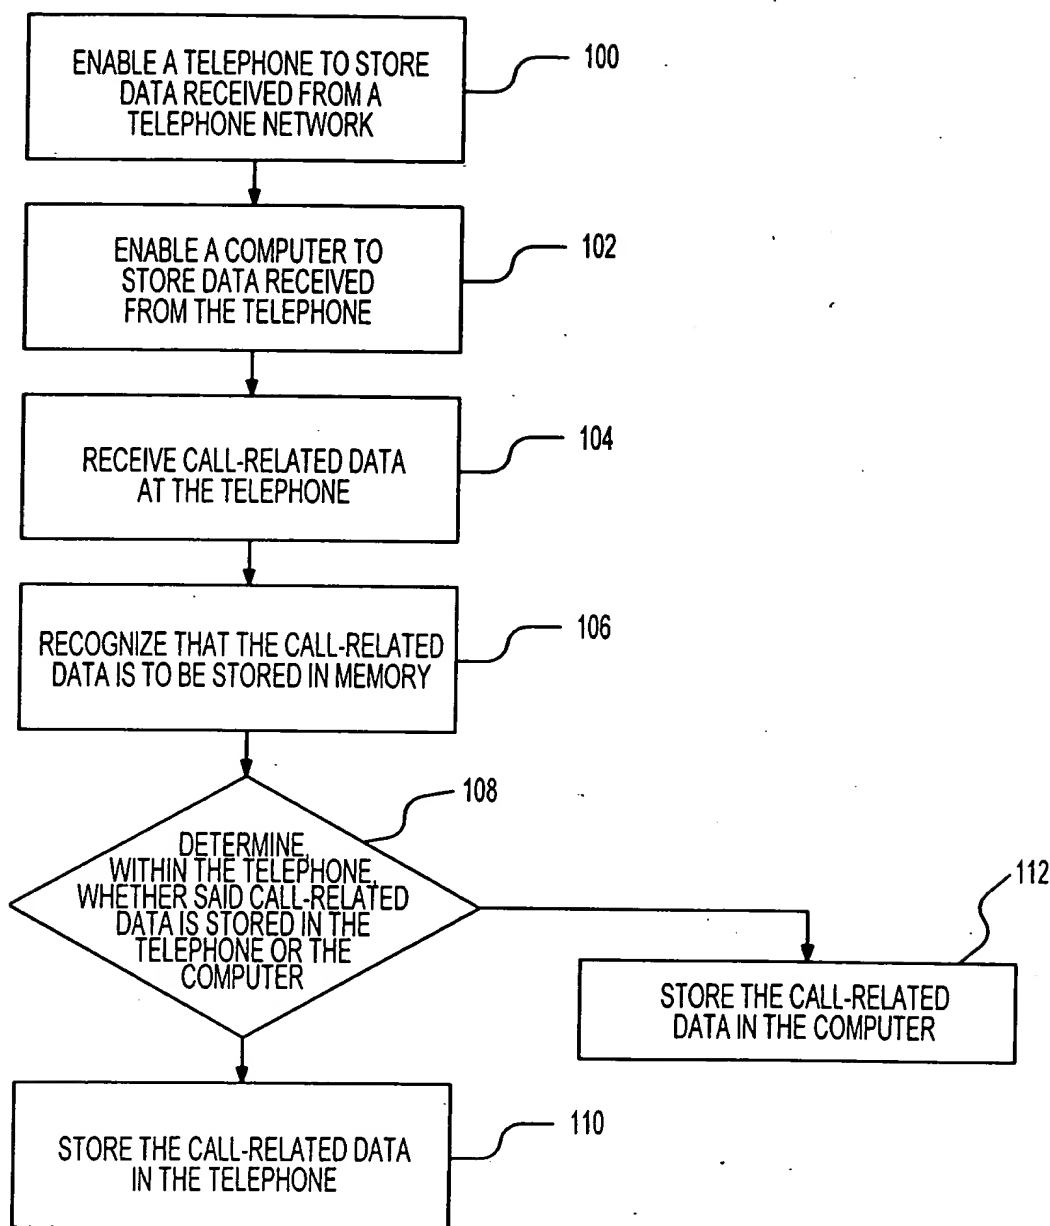 ENABLE A TELEPHONE TO STORE
DATA RECEIVED FROM A
TELEPHONE NETWORK
100
ENABLE A COMPUTER TO
STORE DATA RECEIVED
FROM THE TELEPHONE
102
RECEIVE CALL-RELATED DATA
AT THE TELEPHONE
104
RECOGNIZE THAT THE CALL-RELATED
DATA IS TO BE STORED IN MEMORY
106
DETERMINE,
WITHIN THE TELEPHONE,
WHETHER SAID CALL-RELATED
DATA IS STORED IN THE
TELEPHONE OR THE
COMPUTER
108
STORE THE CALL-RELATED
DATA IN THE COMPUTER
112
STORE THE CALL-RELATED DATA
IN THE TELEPHONE
110